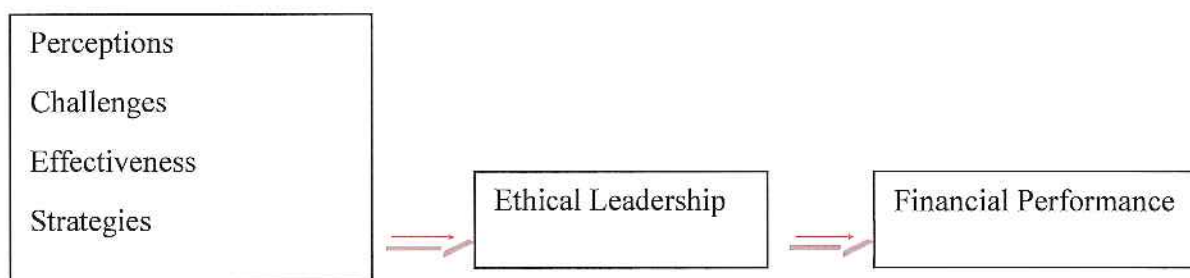 Perceptions
Challenges
Effectiveness
Strategies
Ethical Leadership
Financial Performance